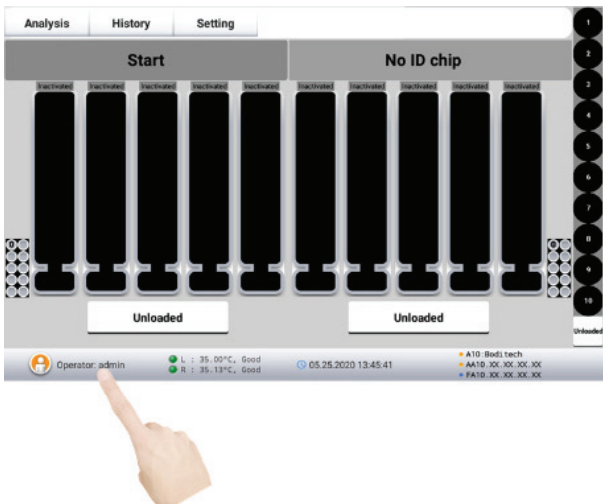 Analysis History Setting
Start No ID chip
Inactivated Inactivated Inactivated Inactivated Inactivated Inactivated Inactivated Inactivated Inactivated Inactivated
0 0
Unloaded Unloaded
Operator: admin
L : 35.00°C, Good
R : 35.13°C, Good
05.25.2020 13:45:41
A10:Boditech
AA10.XX.XX.XX.XX
FA10.XX.XX.XX.XX
1
2
3
4
5
6
7
8
9
10
Unloaded